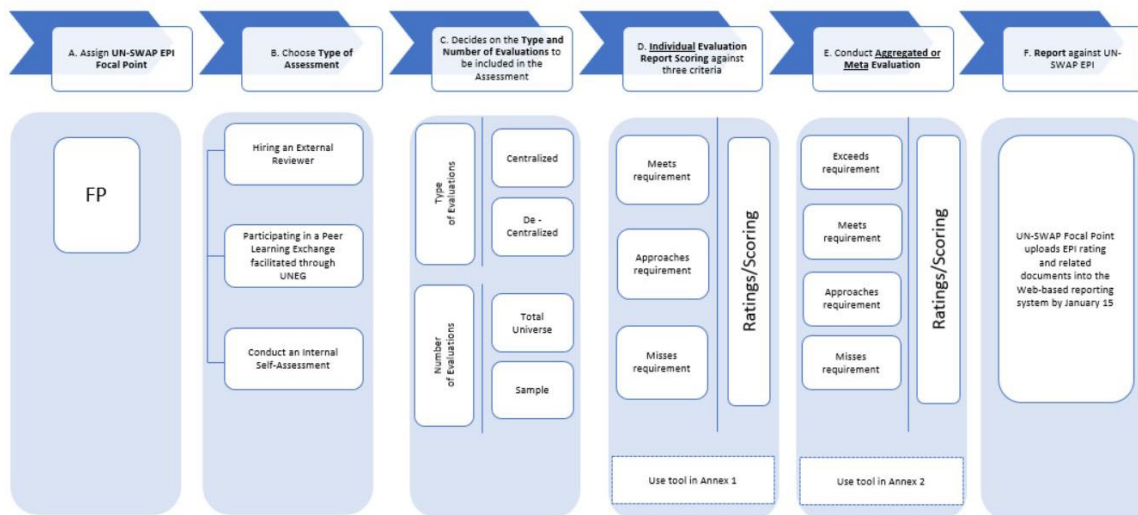 A. Assign UN-SWAP EPI
Focal Point
B. Choose Type of
Assessment
C. Decides on the Type and
Number of Evaluations to
be included in the
Assessment
D. Individual Evaluation
Report Scoring against
three criteria
E. Conduct Aggregated or
Meta Evaluation
F. Report against UN-
SWAP EPI
FP
Hiring an External
Reviewer
Participating in a Peer
Learning Exchange
facilitated through
UNEG
Conduct an Internal
Self-Assessment
Type
of Evaluations
Centralized
De -
Centralized
Number
of Evaluations
Total
Universe
Sample
Meets
requirement
Approaches
requirement
Misses
requirement
Ratings/Scoring
Use tool in Annex 1
Exceeds
requirement
Meets
requirement
Approaches
requirement
Misses
requirement
Ratings/Scoring
Use tool in Annex 2
UN-SWAP Focal Point
uploads EPI rating
and related
documents into the
Web-based reporting
system by January 15